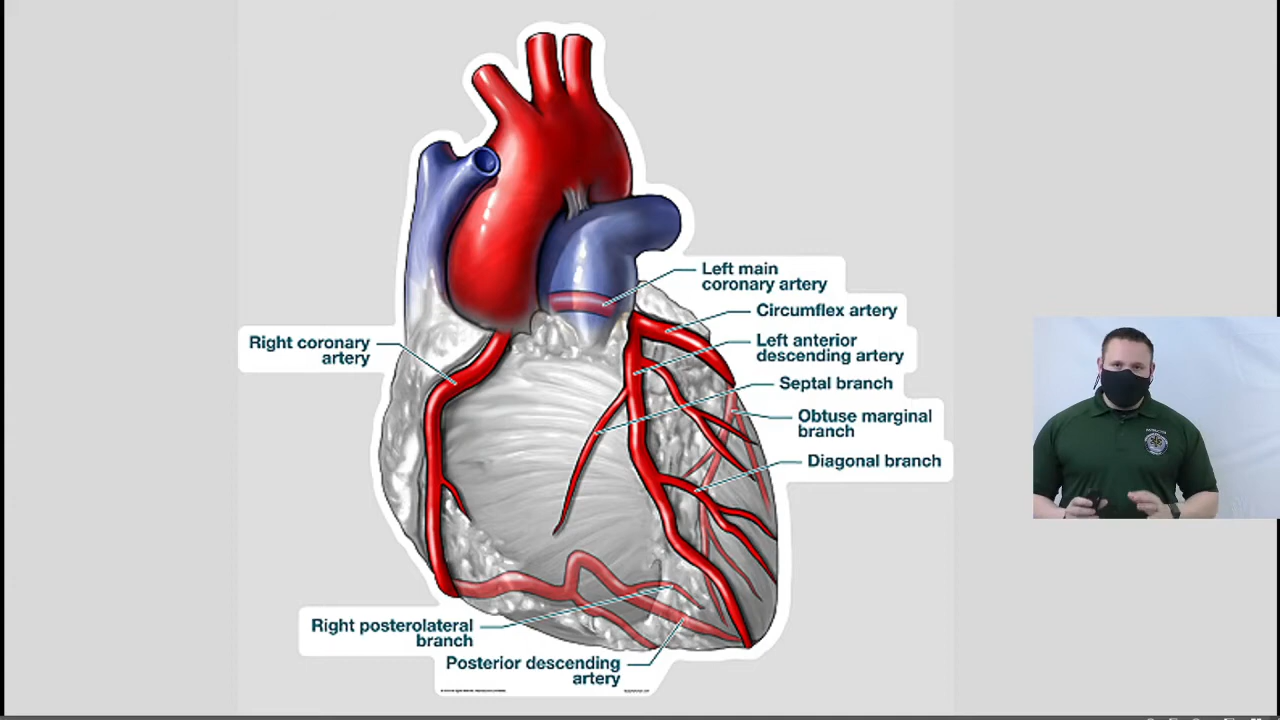 Left main
coronary artery
Circumflex artery
Left anterior
descending artery
Septal branch
Obtuse marginal
branch
Diagonal branch
Right coronary
artery
Right posterolateral
branch
Posterior descending
artery